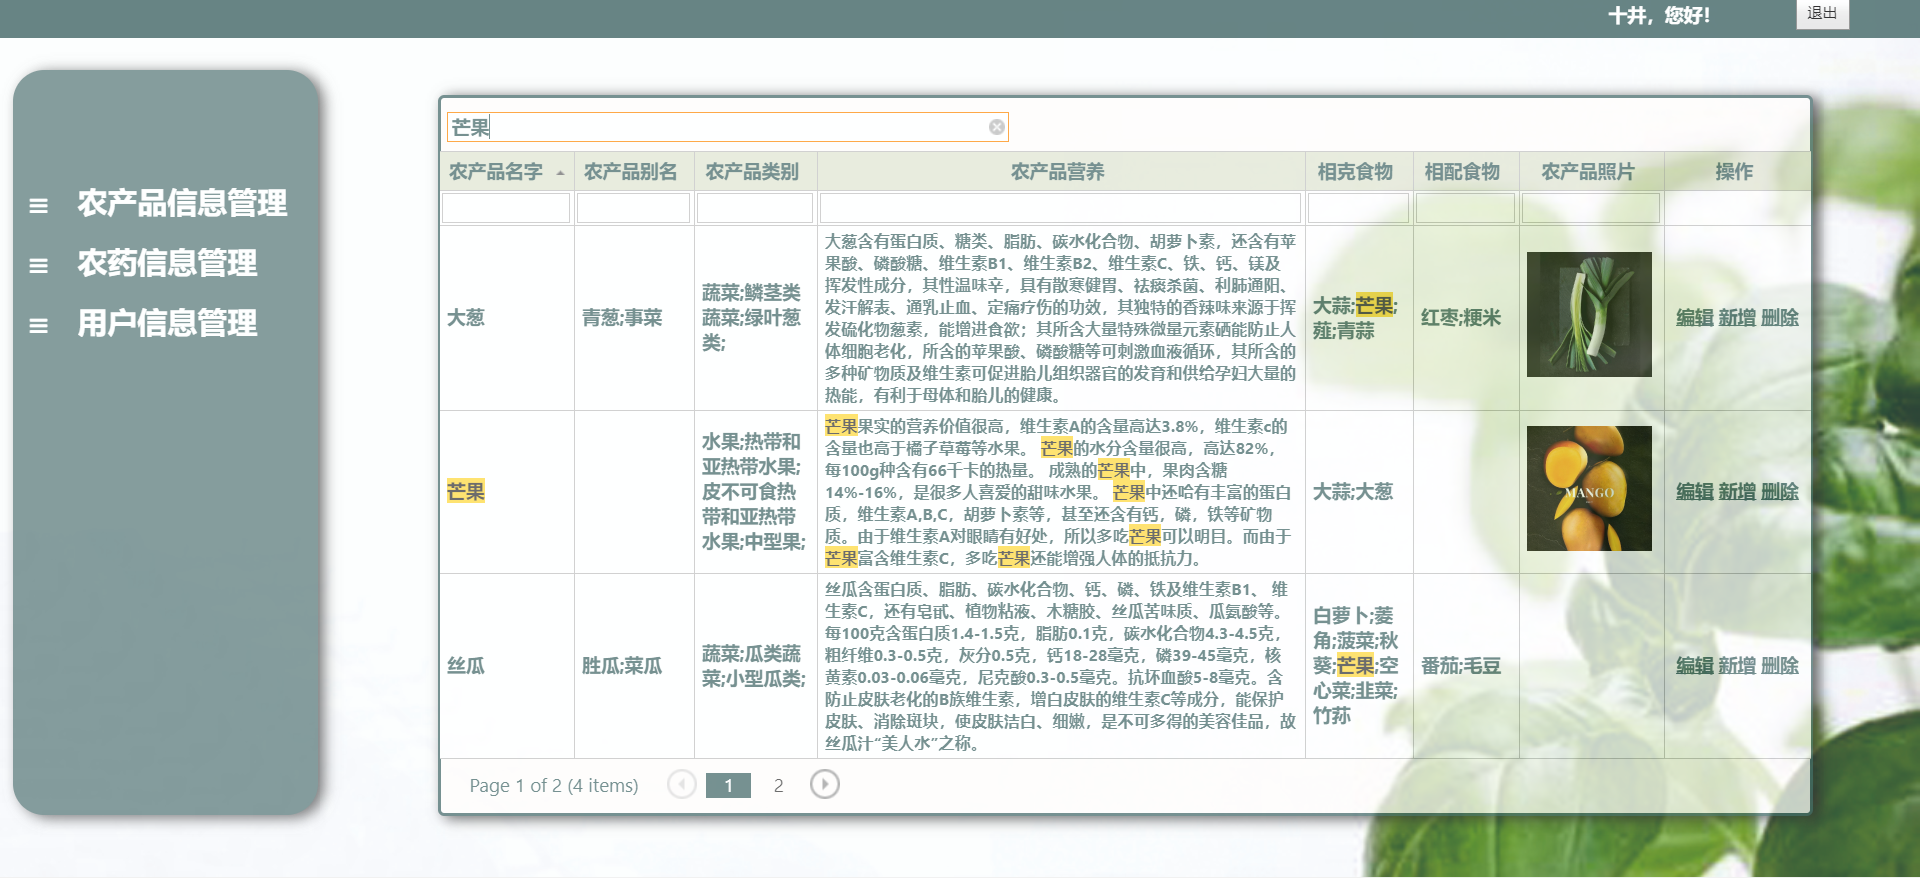 十井，您好！
退出
农产品信息管理
农药信息管理
用户信息管理
芒果
农产品名字 农产品别名 农产品类别 农产品营养 相克食物 相配食物 农产品照片 操作
大葱
青葱;事菜
蔬菜;鳞茎类
蔬菜;绿叶葱
类;
大葱含有蛋白质、糖类、脂肪、碳水化合物、胡萝卜素，还含有苹
果酸、磷酸糖、维生素B1、维生素B2、维生素C、铁、钙、镁及
挥发性成分，其性温味辛，具有散寒健胃、祛痰杀菌、利肺通阳、
发汗解表、通乳止血、定痛疗伤的功效，其独特的香辣味来源于挥
发硫化物葱素，能增进食欲；其所含大量特殊微量元素硒能防止人
体细胞老化，所含的苹果酸、磷酸糖等可刺激血液循环，其所含的
多种矿物质及维生素可促进胎儿组织器官的发育和供给孕妇大量的
热能，有利于母体和胎儿的健康。
大蒜;芒果;
薤;青蒜
红枣;粳米
编辑 新增 删除
芒果
水果;热带和
亚热带水果;
皮不可食热
带和亚热带
水果;中型果;
芒果果实的营养价值很高，维生素A的含量高达3.8%，维生素c的
含量也高于橘子草莓等水果。 芒果的水分含量很高，高达82%，
每100g种含有66千卡的热量。 成熟的芒果中，果肉含糖
14%-16%，是很多人喜爱的甜味水果。 芒果中还哈有丰富的蛋白
质，维生素A,B,C，胡萝卜素等，甚至还含有钙，磷，铁等矿物
质。由于维生素A对眼睛有好处，所以多吃芒果可以明目。而由于
芒果富含维生素C，多吃芒果还能增强人体的抵抗力。
大蒜;大葱
MANGO
编辑 新增 删除
丝瓜
胜瓜;菜瓜
蔬菜;瓜类蔬
菜;小型瓜类;
丝瓜含蛋白质、脂肪、碳水化合物、钙、磷、铁及维生素B1、 维
生素C，还有皂甙、植物粘液、木糖胶、丝瓜苦味质、瓜氨酸等。
每100克含蛋白质1.4-1.5克，脂肪0.1克，碳水化合物4.3-4.5克，
粗纤维0.3-0.5克，灰分0.5克，钙18-28毫克，磷39-45毫克，核
黄素0.03-0.06毫克，尼克酸0.3-0.5毫克。抗坏血酸5-8毫克。含
防止皮肤老化的B族维生素，增白皮肤的维生素C等成分，能保护
皮肤、消除斑块，使皮肤洁白、细嫩，是不可多得的美容佳品，故
丝瓜汁“美人水”之称。
白萝卜;菱
角;菠菜;秋
葵;芒果;空
心菜;韭菜;
竹荪
番茄;毛豆
编辑 新增 删除
Page 1 of 2 (4 items) 1 2